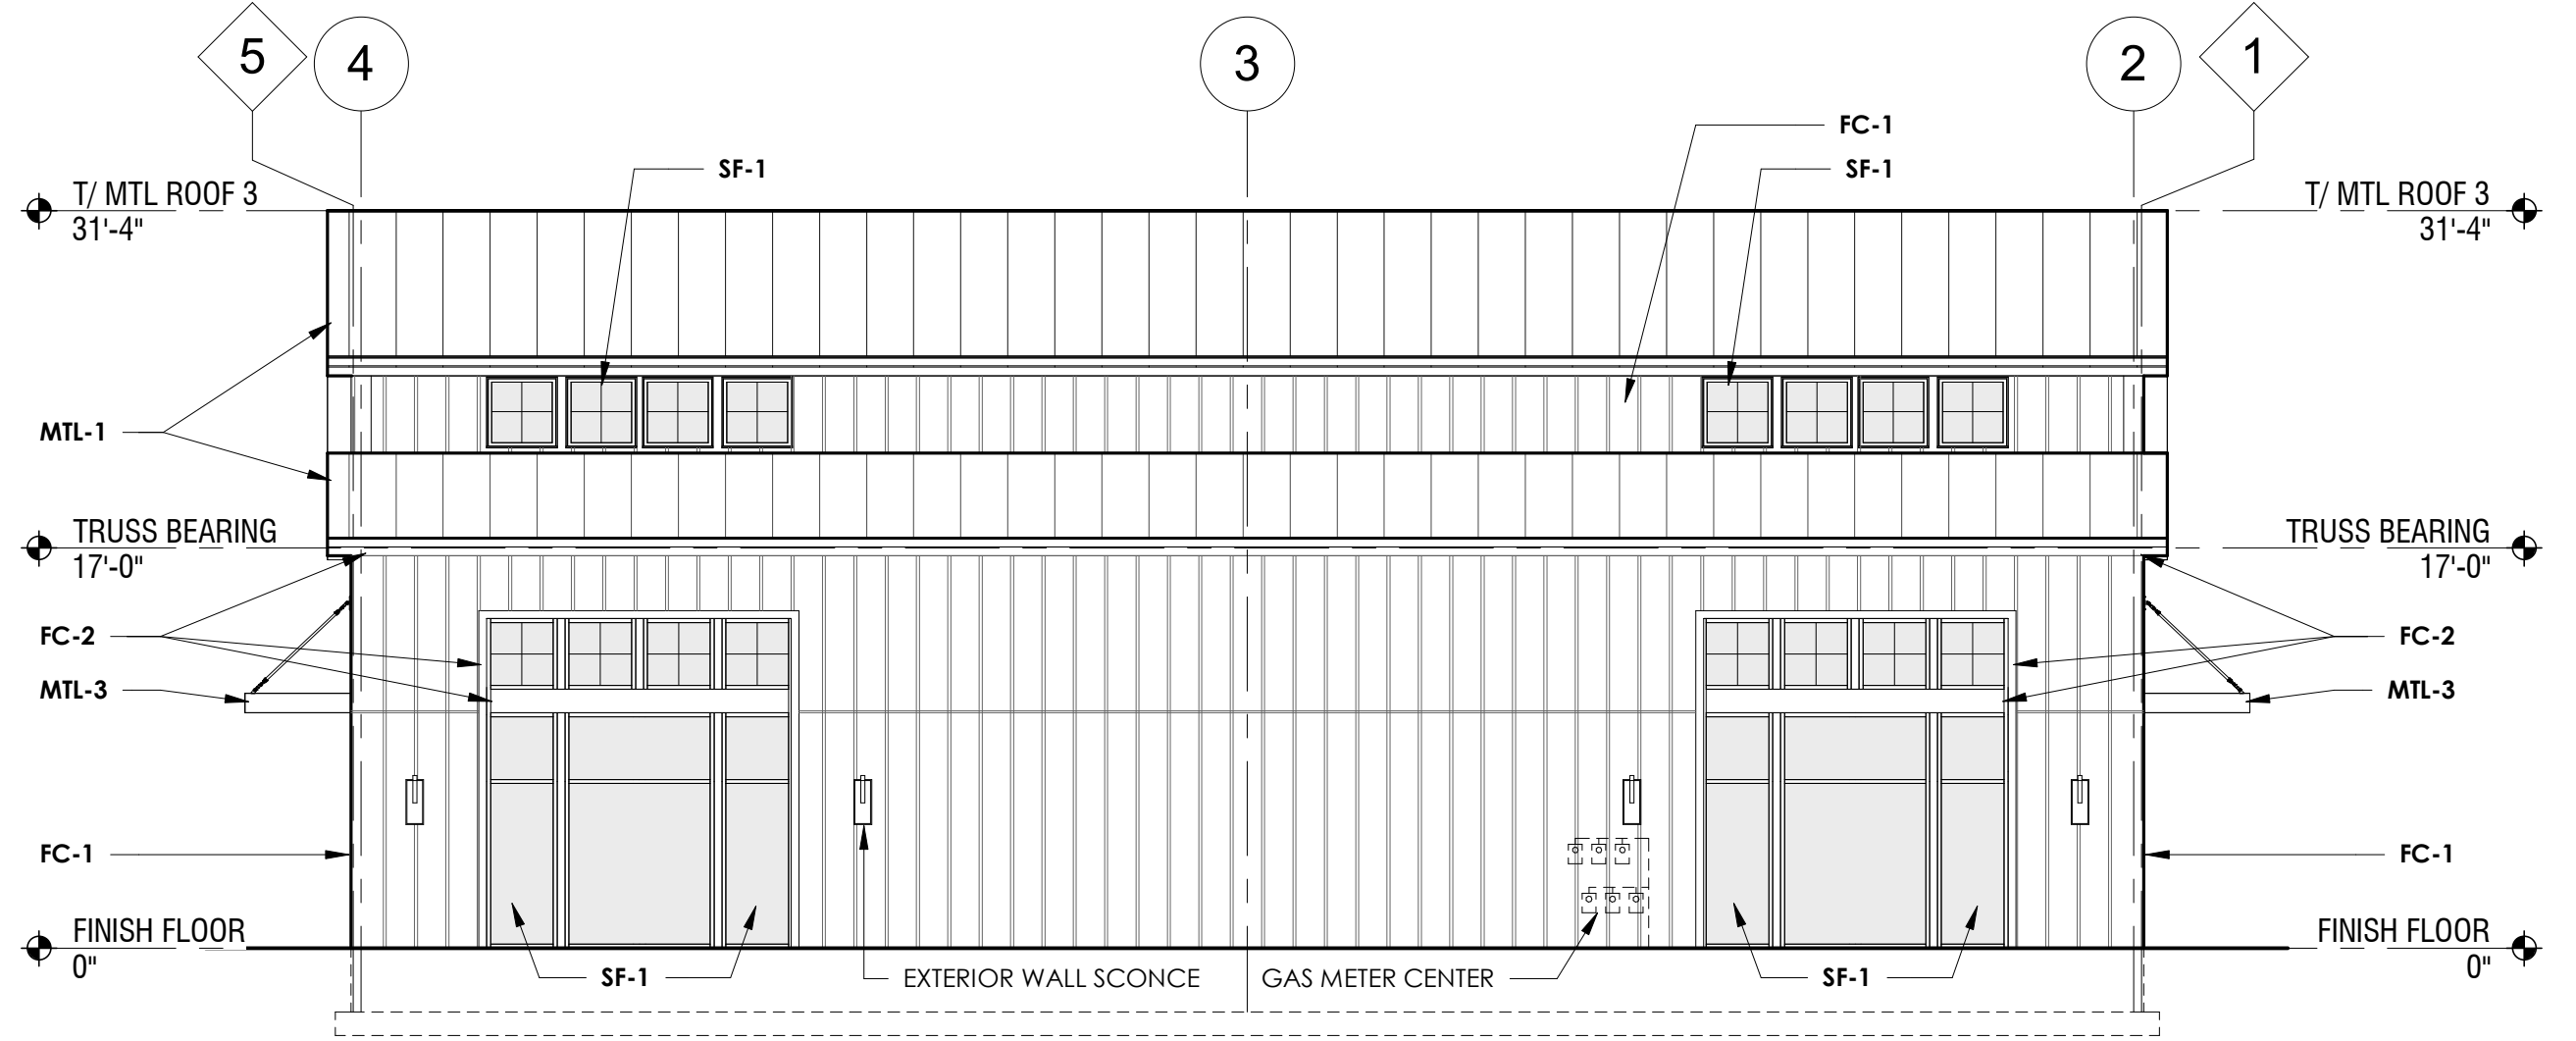 5
4
3
2
1
FC-1
SF-1
SF-1
T/ MTL ROOF 3
31'-4"
T/ MTL ROOF 3
31'-4"
MTL-1
TRUSS BEARING
17'-0"
TRUSS BEARING
17'-0"
FC-2
FC-2
MTL-3
MTL-3
FC-1
FC-1
FINISH FLOOR
0"
FINISH FLOOR
0"
SF-1
EXTERIOR WALL SCONCE
GAS METER CENTER
SF-1